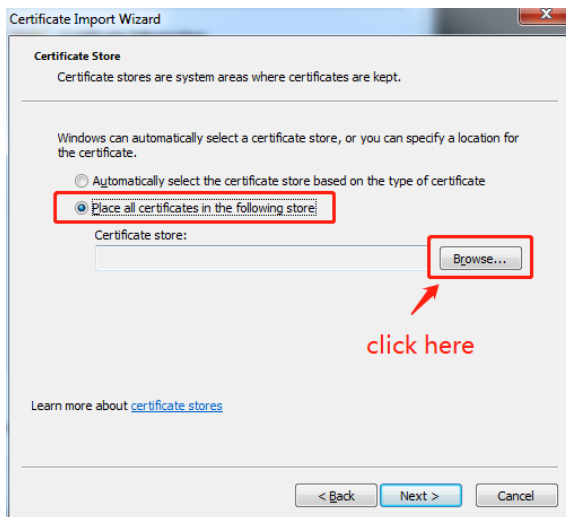 Certificate Import Wizard
Certificate Store
Certificate stores are system areas where certificates are kept.
Windows can automatically select a certificate store, or you can specify a location for
the certificate.
Automatically select the certificate store based on the type of certificate
Place all certificates in the following store
Certificate store:
Browse...
click here
Learn more about certificate stores
< Back Next > Cancel